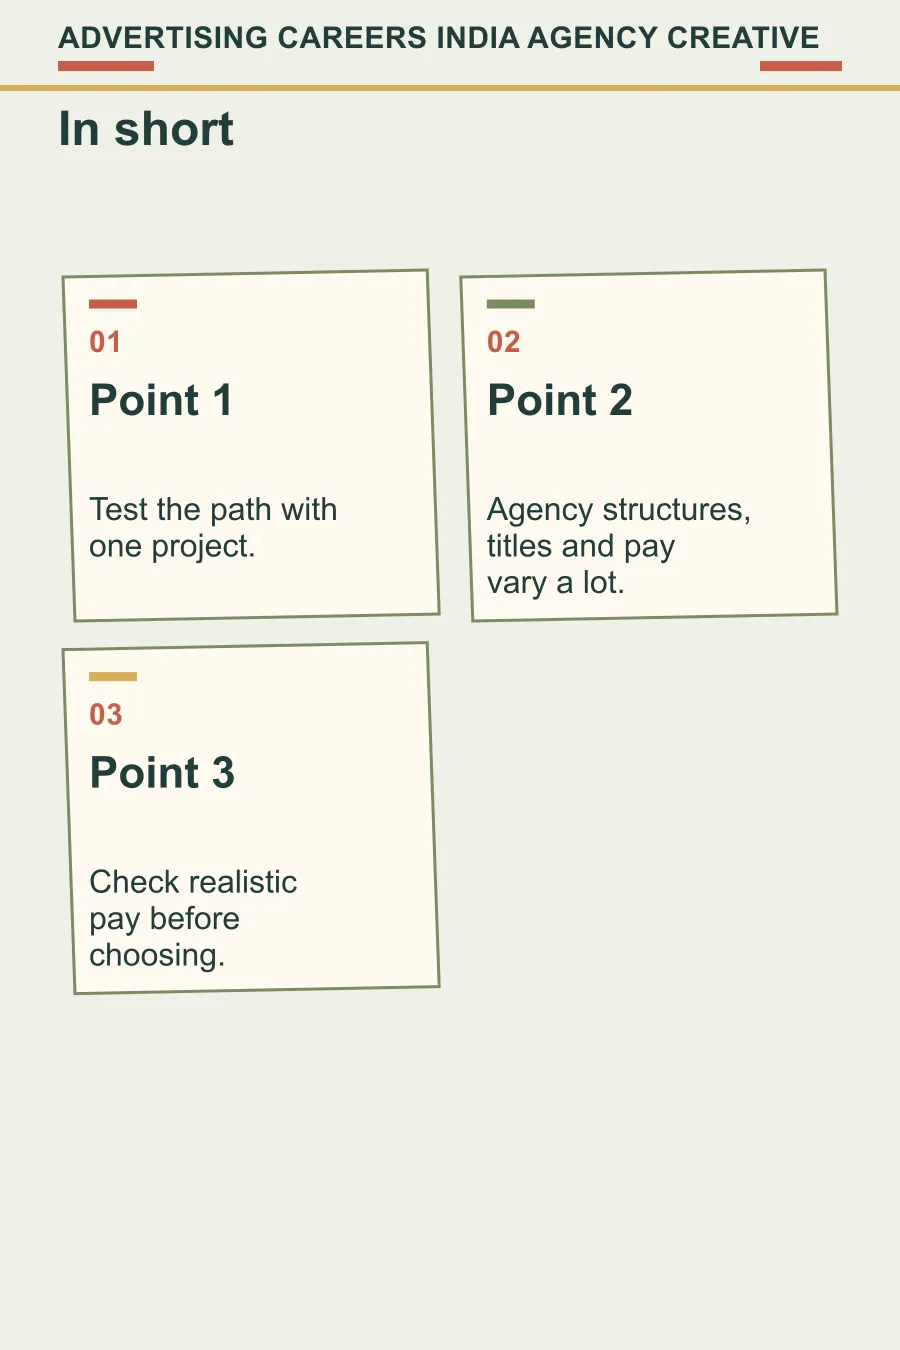 ADVERTISING CAREERS INDIA AGENCY CREATIVE
In short
01
Point 1
Test the path with
one project.
02
Point 2
Agency structures,
titles and pay
vary a lot.
03
Point 3
Check realistic
pay before
choosing.